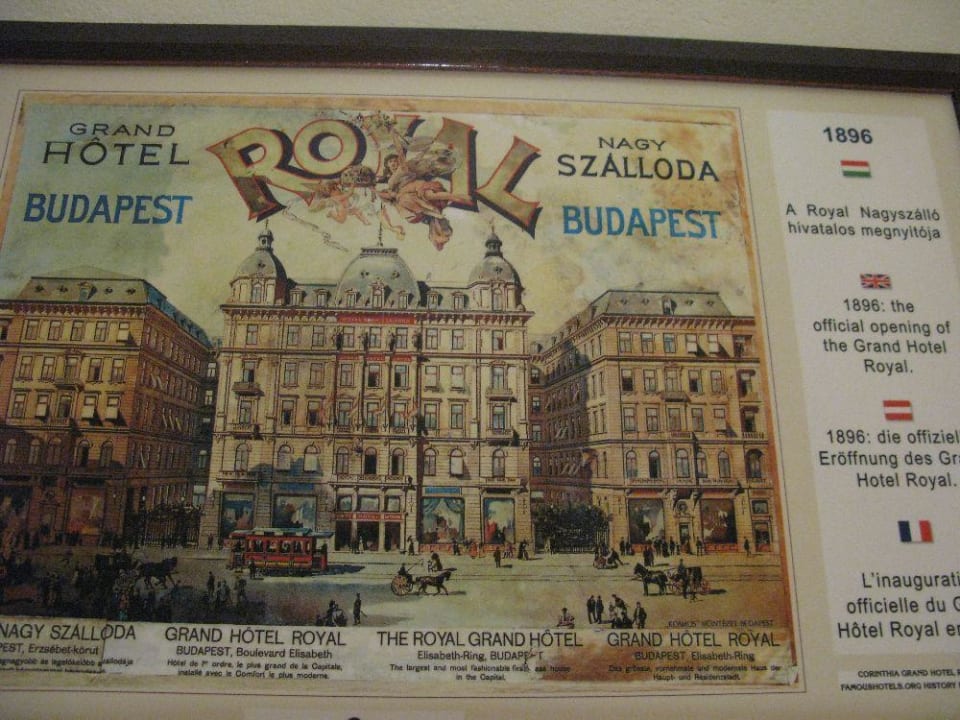 GRAND
HÔTEL
BUDAPEST
ROYAL
NAGY
SZÁLLODA
BUDAPEST
NAGY SZÁLLODA
PEST, Erzsébet-körut
GRAND HÔTEL ROYAL
BUDAPEST, Boulevard Elisabeth
Hôtel de 1er ordre, le plus grand de la Capitale,
installé avec le Comfort le plus moderne.
THE ROYAL GRAND HÔTEL
Elisabeth-Ring,
The largest and most fashionable house
in the Capital.
GRAND HÔTEL ROYAL
BUDAPEST, Elisabeth-Ring
Das grösste, vornehmste und modernste Haus der
Haupt- und Residenzstadt.
1896
A Royal Nagyszálló
hivatalos megnyitója
1896: the
official opening of
the Grand Hotel
Royal.
1896: die offiziel
Eröffnung des Gra
Hotel Royal.
L'inaugurati
officielle du G
Hôtel Royal en
CORINTHIA GRAND HOTEL
FAMOUSHOTELS.ORG HISTORY